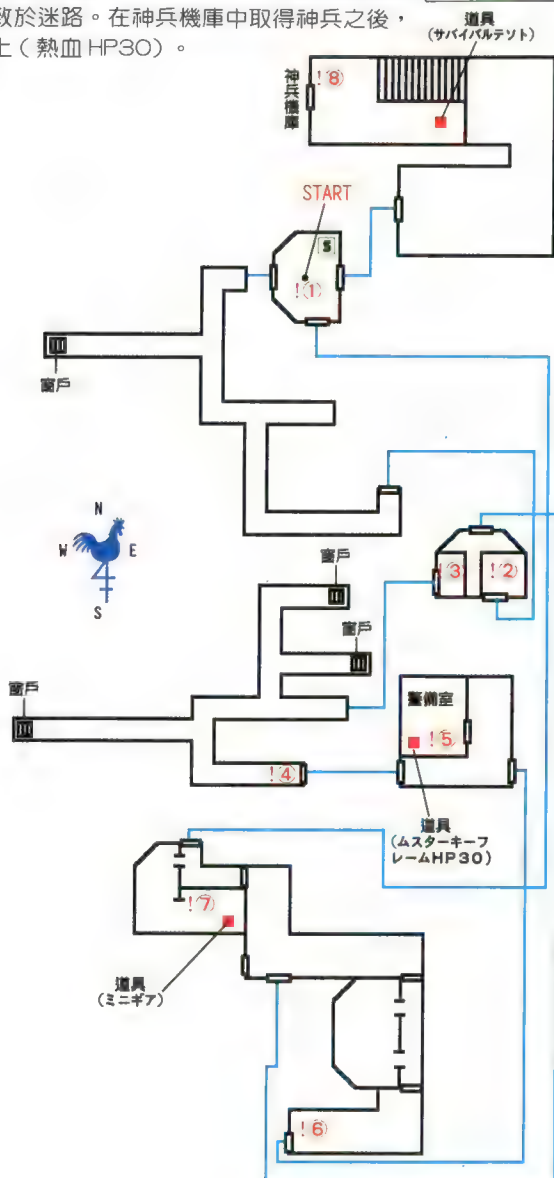 致於迷路。在神兵機庫中取得神兵之後，
上（熱血HP30）。
道具
（サバイバルテソト）
!⑧
神兵機庫
START
S
!①
窗戶
N
W E
S
窗戶
!③ !②
窗戶
窗戶
警備室
!⑤
!④
道具
（ムスターキーフ
レームHP30）
!⑦
道具
（ミニギア）
!⑥